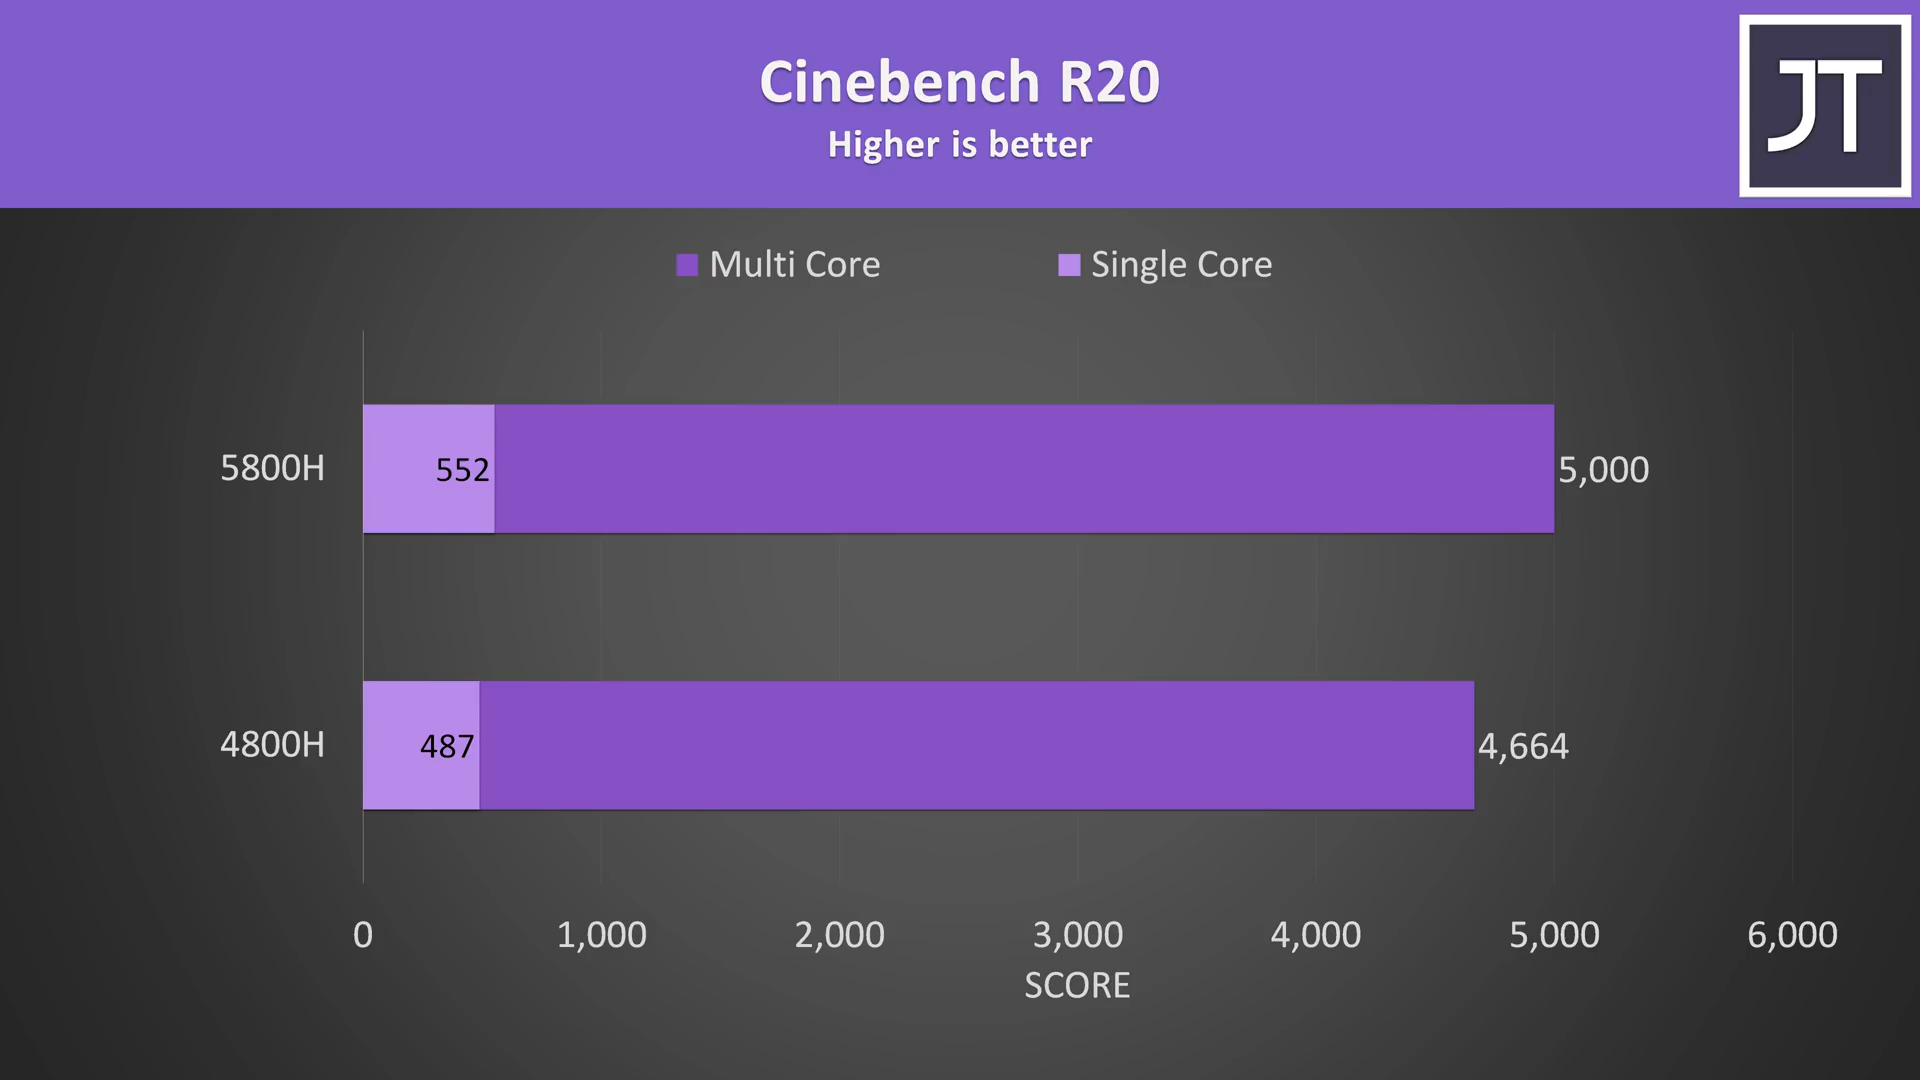 Cinebench R20
Higher is better
JT
Multi Core
Single Core
5800H
552
5,000
4800H
487
4,664
0
1,000
2,000
3,000
4,000
5,000
6,000
SCORE